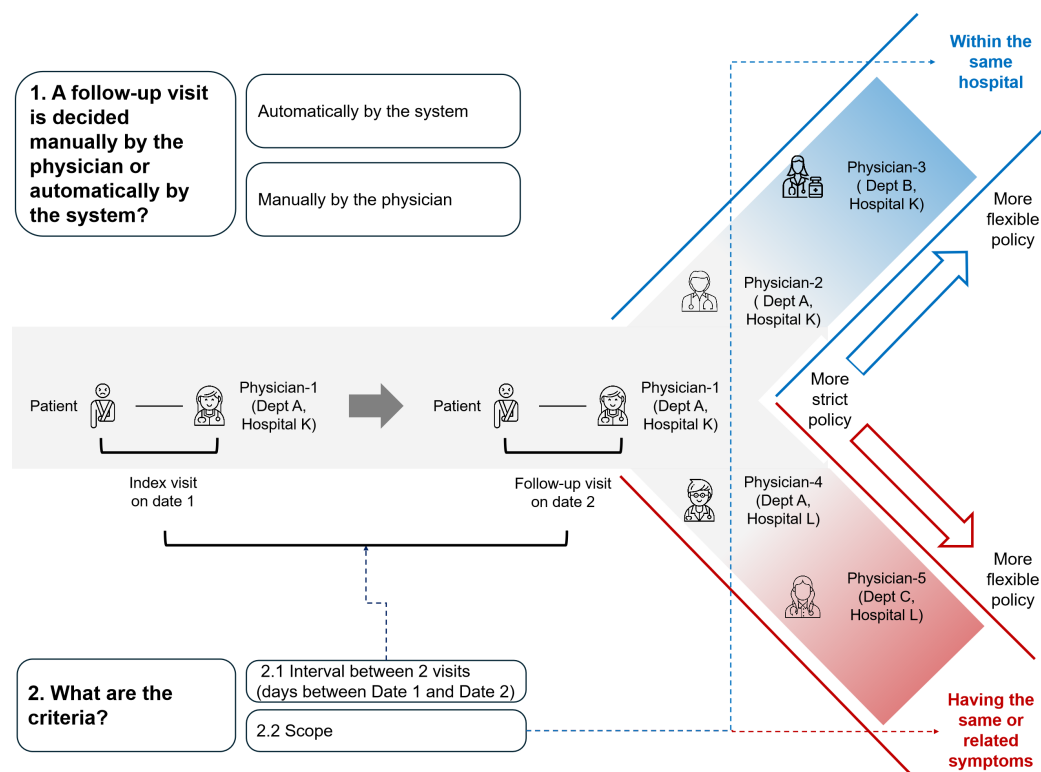 1. A follow-up visit
is decided
manually by the
physician or
automatically by
the system?
Automatically by the system
Manually by the physician
Within the
same
hospital
Physician-3
( Dept B,
Hospital K)
More
flexible
policy
Physician-2
( Dept A,
Hospital K)
Patient
Physician-1
(Dept A,
Hospital K)
Patient
Physician-1
(Dept A,
Hospital K)
More
strict
policy
Index visit
on date 1
Follow-up visit
on date 2
Physician-4
(Dept A,
Hospital L)
Physician-5
(Dept C,
Hospital L)
More
flexible
policy
2. What are the
criteria?
2.1 Interval between 2 visits
(days between Date 1 and Date 2)
2.2 Scope
Having the
same or
related
symptoms